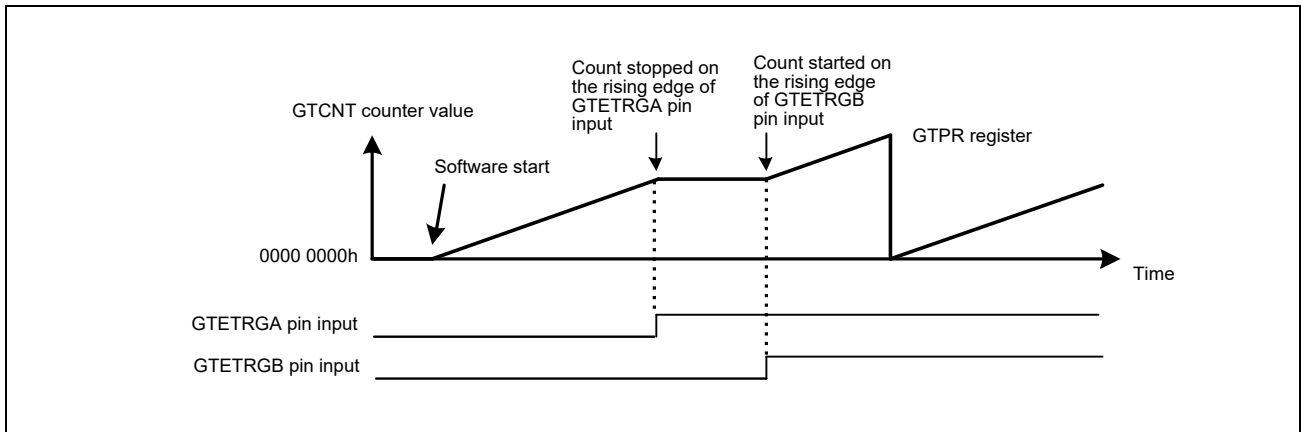 Count stopped on
the rising edge of
GTETRGA pin
input
Count started on
the rising edge
of GTETRGB
pin input
GTCNT counter value
GTPR register
Software start
0000 0000h
Time
GTETRGA pin input
GTETRGB pin input